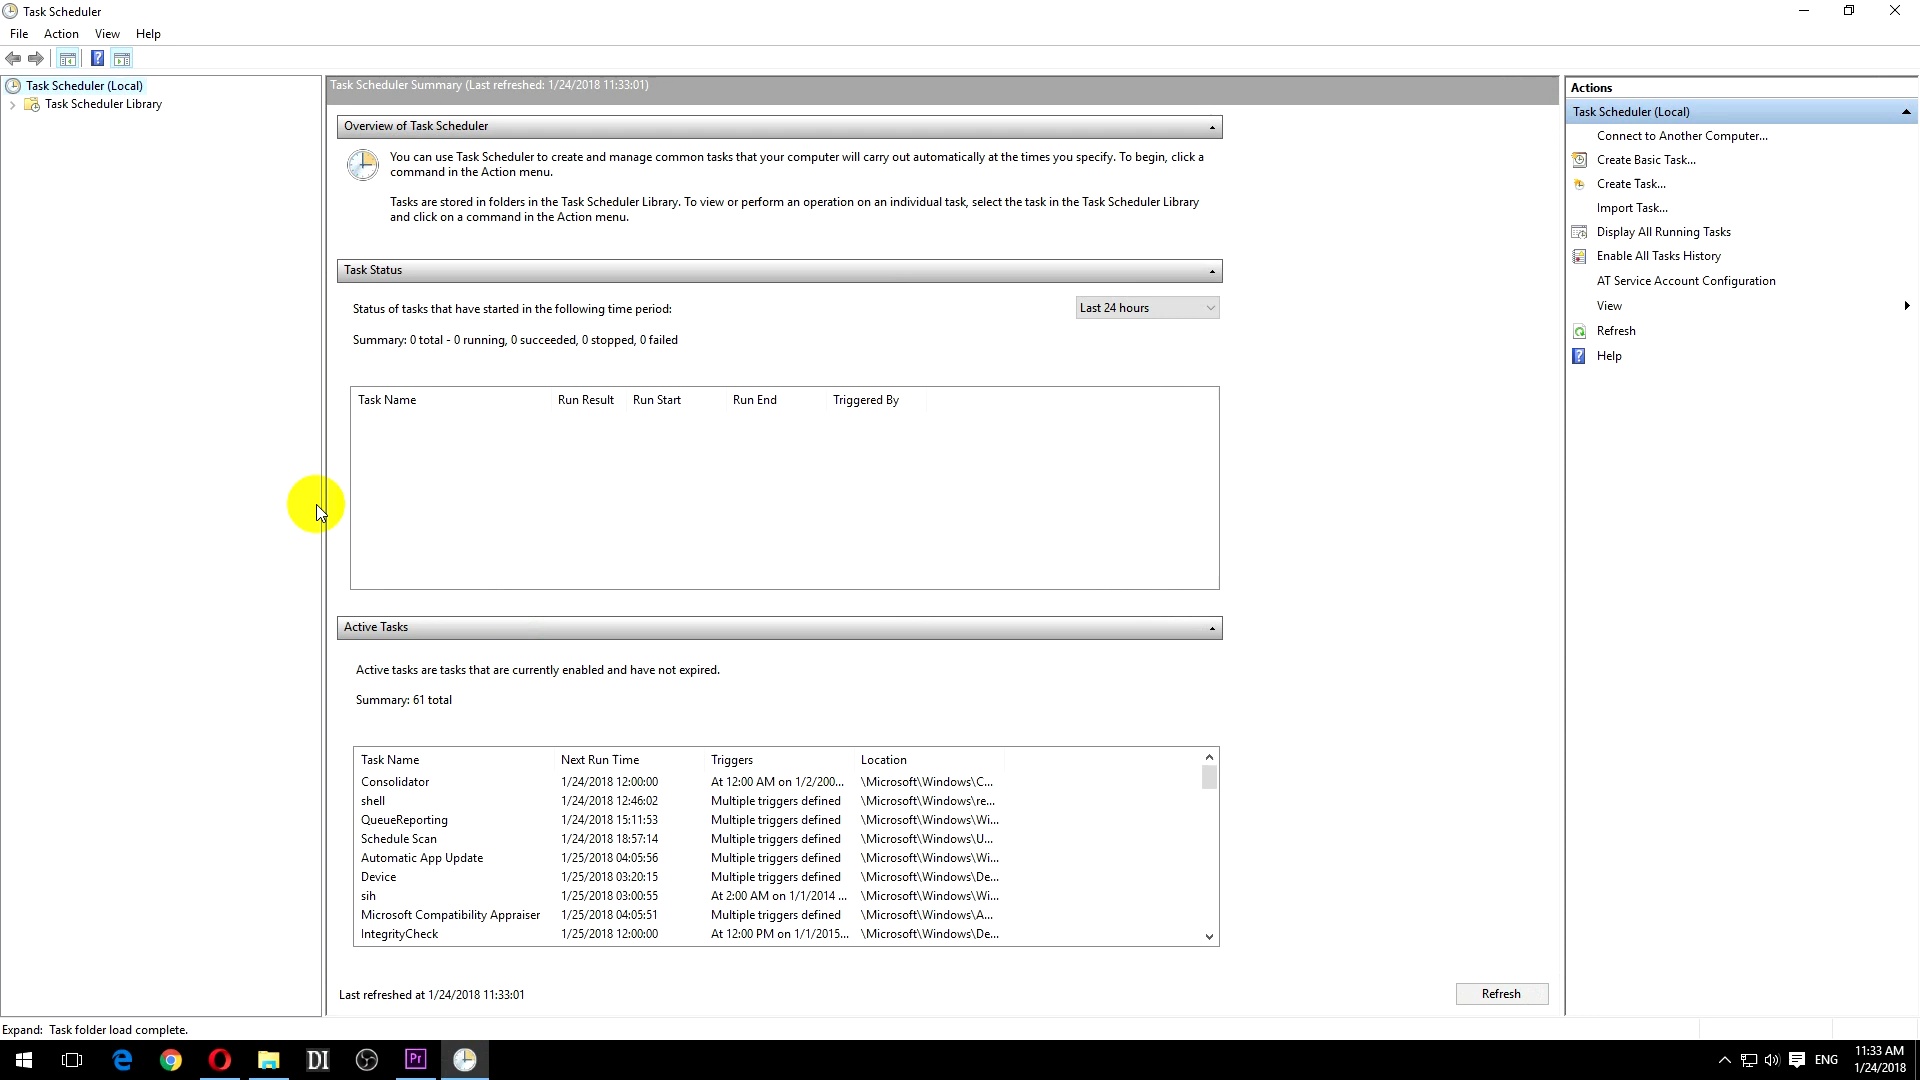 Task Scheduler
File Action View Help
Task Scheduler (Local)
Task Scheduler Library
Task Scheduler Summary (Last refreshed: 1/24/2018 11:33:01)
Overview of Task Scheduler
You can use Task Scheduler to create and manage common tasks that your computer will carry out automatically at the times you specify. To begin, click a
command in the Action menu.
Tasks are stored in folders in the Task Scheduler Library. To view or perform an operation on an individual task, select the task in the Task Scheduler Library
and click on a command in the Action menu.
Task Status
Status of tasks that have started in the following time period:
Last 24 hours
Summary: 0 total - 0 running, 0 succeeded, 0 stopped, 0 failed
Task Name Run Result Run Start Run End Triggered By
Active Tasks
Active tasks are tasks that are currently enabled and have not expired.
Summary: 61 total
Task Name Next Run Time Triggers Location
Consolidator 1/24/2018 12:00:00 At 12:00 AM on 1/2/200... \Microsoft\Windows\C...
shell 1/24/2018 12:46:02 Multiple triggers defined \Microsoft\Windows\re...
QueueReporting 1/24/2018 15:11:53 Multiple triggers defined \Microsoft\Windows\Wi...
Schedule Scan 1/24/2018 18:57:14 Multiple triggers defined \Microsoft\Windows\U...
Automatic App Update 1/25/2018 04:05:56 Multiple triggers defined \Microsoft\Windows\Wi...
Device 1/25/2018 03:20:15 Multiple triggers defined \Microsoft\Windows\De...
sih 1/25/2018 03:00:55 At 2:00 AM on 1/1/2014 ... \Microsoft\Windows\Wi...
Microsoft Compatibility Appraiser 1/25/2018 04:05:51 Multiple triggers defined \Microsoft\Windows\A...
IntegrityCheck 1/25/2018 12:00:00 At 12:00 PM on 1/1/2015... \Microsoft\Windows\De...
Last refreshed at 1/24/2018 11:33:01
Refresh
Actions
Task Scheduler (Local)
Connect to Another Computer...
Create Basic Task...
Create Task...
Import Task...
Display All Running Tasks
Enable All Tasks History
AT Service Account Configuration
View
Refresh
? Help
Expand: Task folder load complete.
DI
Pr
ENG
11:33 AM
1/24/2018